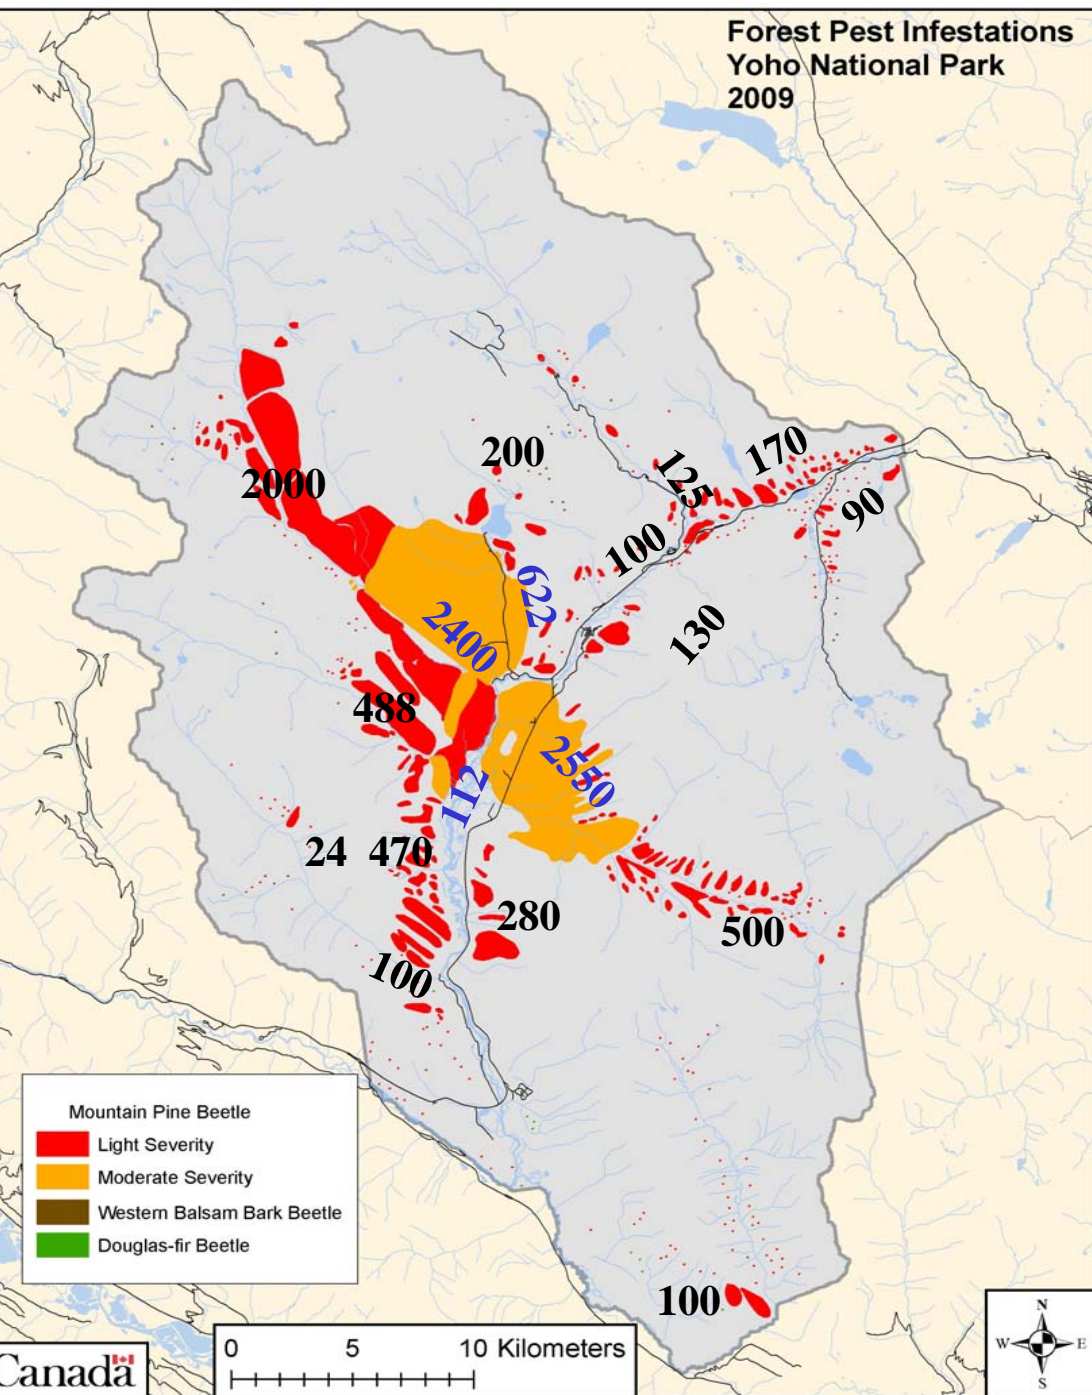 Forest Pest Infestations
Yoho National Park
2009
2000
200
125
170
90
100
622
2400
130
488
2550
112
24
470
280
500
100
100
Mountain Pine Beetle
Light Severity
Moderate Severity
Western Balsam Bark Beetle
Douglas-fir Beetle
0 5 10 Kilometers
Canada
N
W E
S